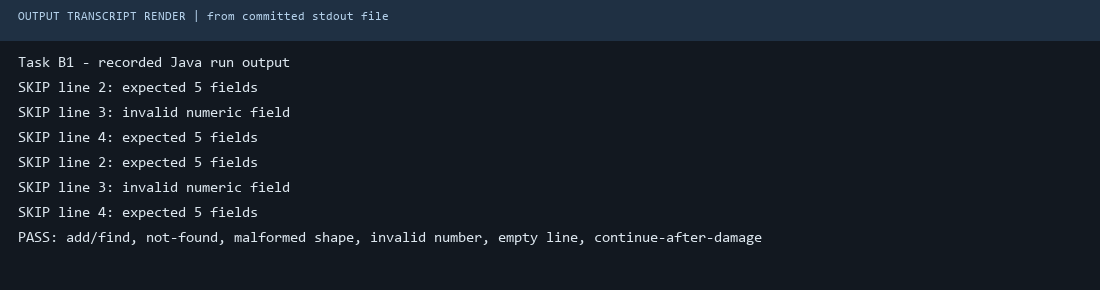 OUTPUT TRANSCRIPT RENDER | from committed stdout file
Task B1 - recorded Java run output
SKIP line 2: expected 5 fields
SKIP line 3: invalid numeric field
SKIP line 4: expected 5 fields
SKIP line 2: expected 5 fields
SKIP line 3: invalid numeric field
SKIP line 4: expected 5 fields
PASS: add/find, not-found, malformed shape, invalid number, empty line, continue-after-damage